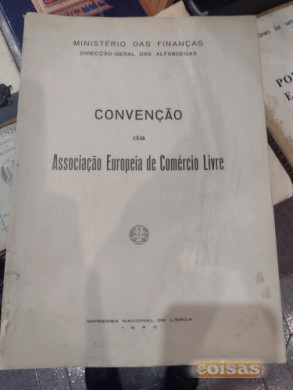 MINISTÉRIO DAS FINANÇAS
DIRECÇÃO-GERAL DAS ALFÂNDEGAS
CONVENÇÃO
da
Associação Europeia de Comércio Livre
IMPRENSA NACIONAL DE LISBOA
1960
coisas